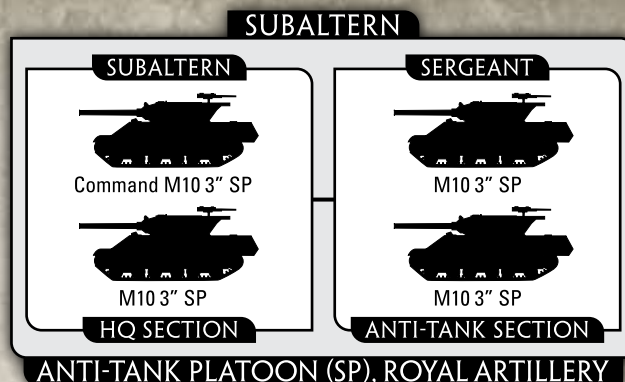 SUBALTERN
SUBALTERN
Command M10 3” SP
M10 3” SP
HQ SECTION
SERGEANT
M10 3” SP
M10 3” SP
ANTI-TANK SECTION
ANTI-TANK PLATOON (SP), ROYAL ARTILLERY